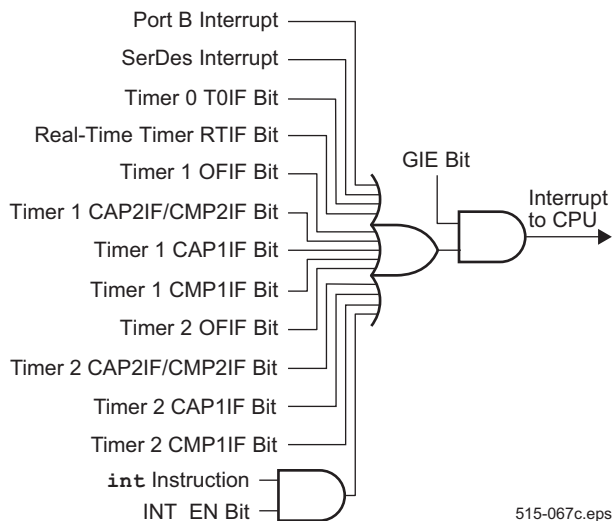 Port B Interrupt
SerDes Interrupt
Timer 0 T0IF Bit
Real-Time Timer RTIF Bit
Timer 1 OFIF Bit
Timer 1 CAP2IF/CMP2IF Bit
Timer 1 CAP1IF Bit
Timer 1 CMP1IF Bit
Timer 2 OFIF Bit
Timer 2 CAP2IF/CMP2IF Bit
Timer 2 CAP1IF Bit
Timer 2 CMP1IF Bit
int Instruction
INT_EN Bit
GIE Bit
Interrupt
to CPU
515-067c.eps